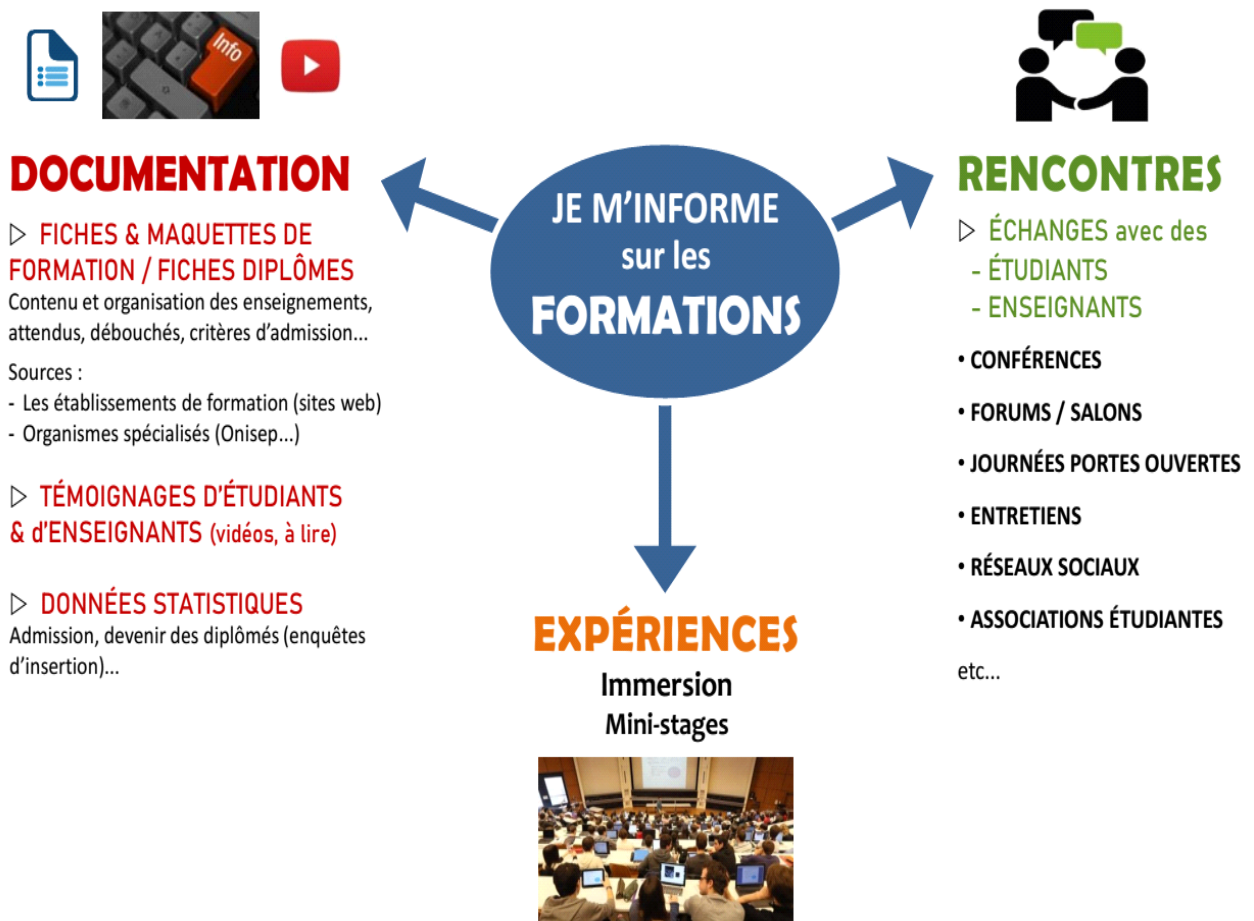 Info
DOCUMENTATION
▷ FICHES & MAQUETTES DE
FORMATION / FICHES DIPLÔMES
Contenu et organisation des enseignements,
attendus, débouchés, critères d'admission...
Sources :
- Les établissements de formation (sites web)
- Organismes spécialisés (Onisep...)
▷ TÉMOIGNAGES D'ÉTUDIANTS
& d'ENSEIGNANTS (vidéos, à lire)
▷ DONNÉES STATISTIQUES
Admission, devenir des diplômés (enquêtes
d'insertion)...
JE M'INFORME
sur les
FORMATIONS
EXPÉRIENCES
Immersion
Mini-stages
RENCONTRES
▷ ÉCHANGES avec des
- ÉTUDIANTS
- ENSEIGNANTS
• CONFÉRENCES
• FORUMS / SALONS
• JOURNÉES PORTES OUVERTES
• ENTRETIENS
• RÉSEAUX SOCIAUX
• ASSOCIATIONS ÉTUDIANTES
etc...